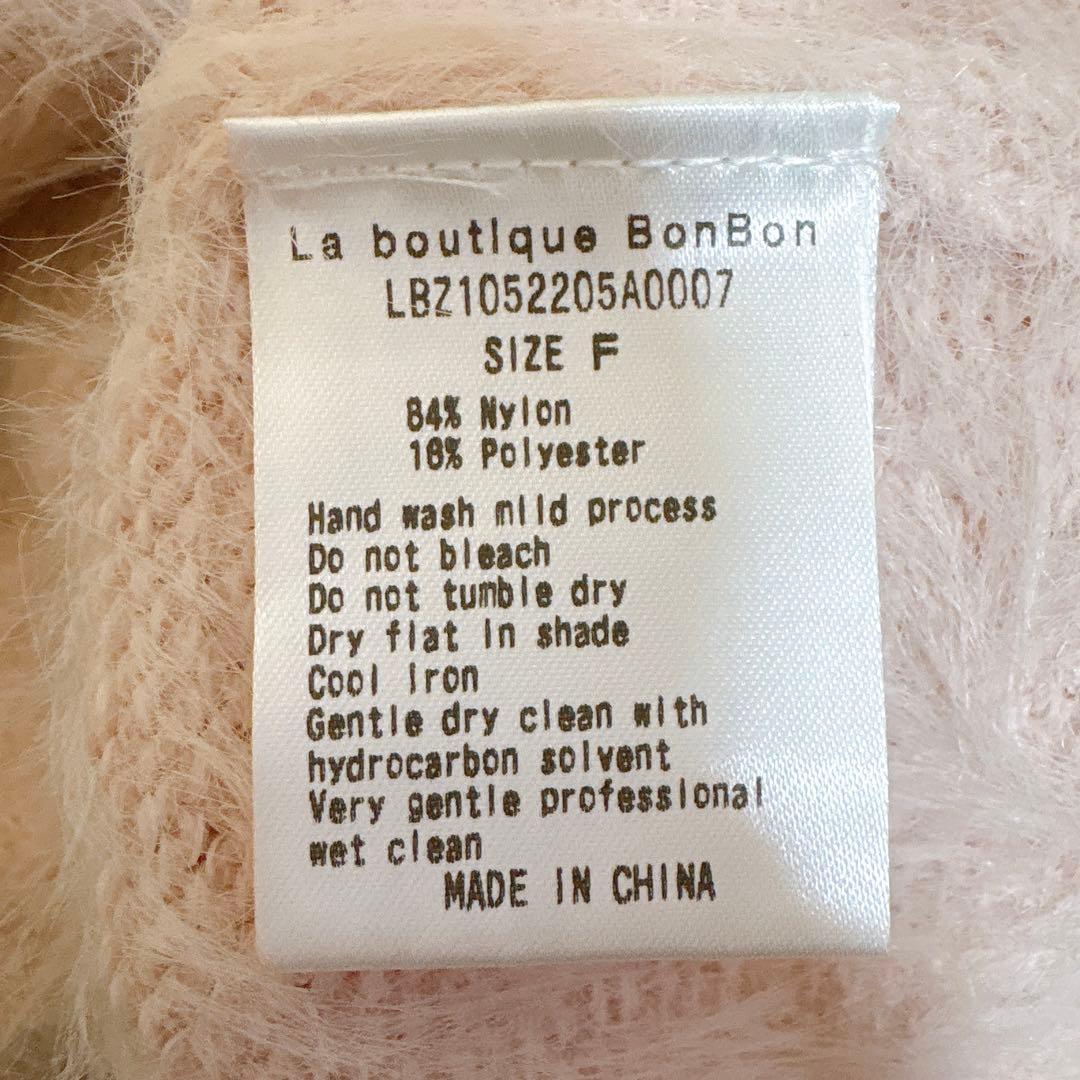 La boutique BonBon
LBZ1052205A0007
SIZE F
84% Nylon
16% Polyester
Hand wash mild process
Do not bleach
Do not tumble dry
Dry flat in shade
Cool iron
Gentle dry clean with
hydrocarbon solvent
Very gentle professional
wet clean
MADE IN CHINA